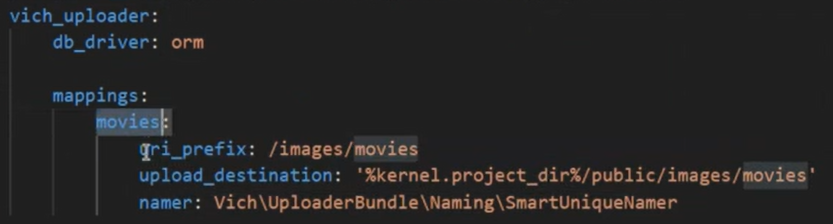 vich_uploader:
    db_driver: orm

    mappings:
        movies:
            uri_prefix: /images/movies
            upload_destination: '%kernel.project_dir%/public/images/movies'
            namer: Vich\UploaderBundle\Naming\SmartUniqueNamer